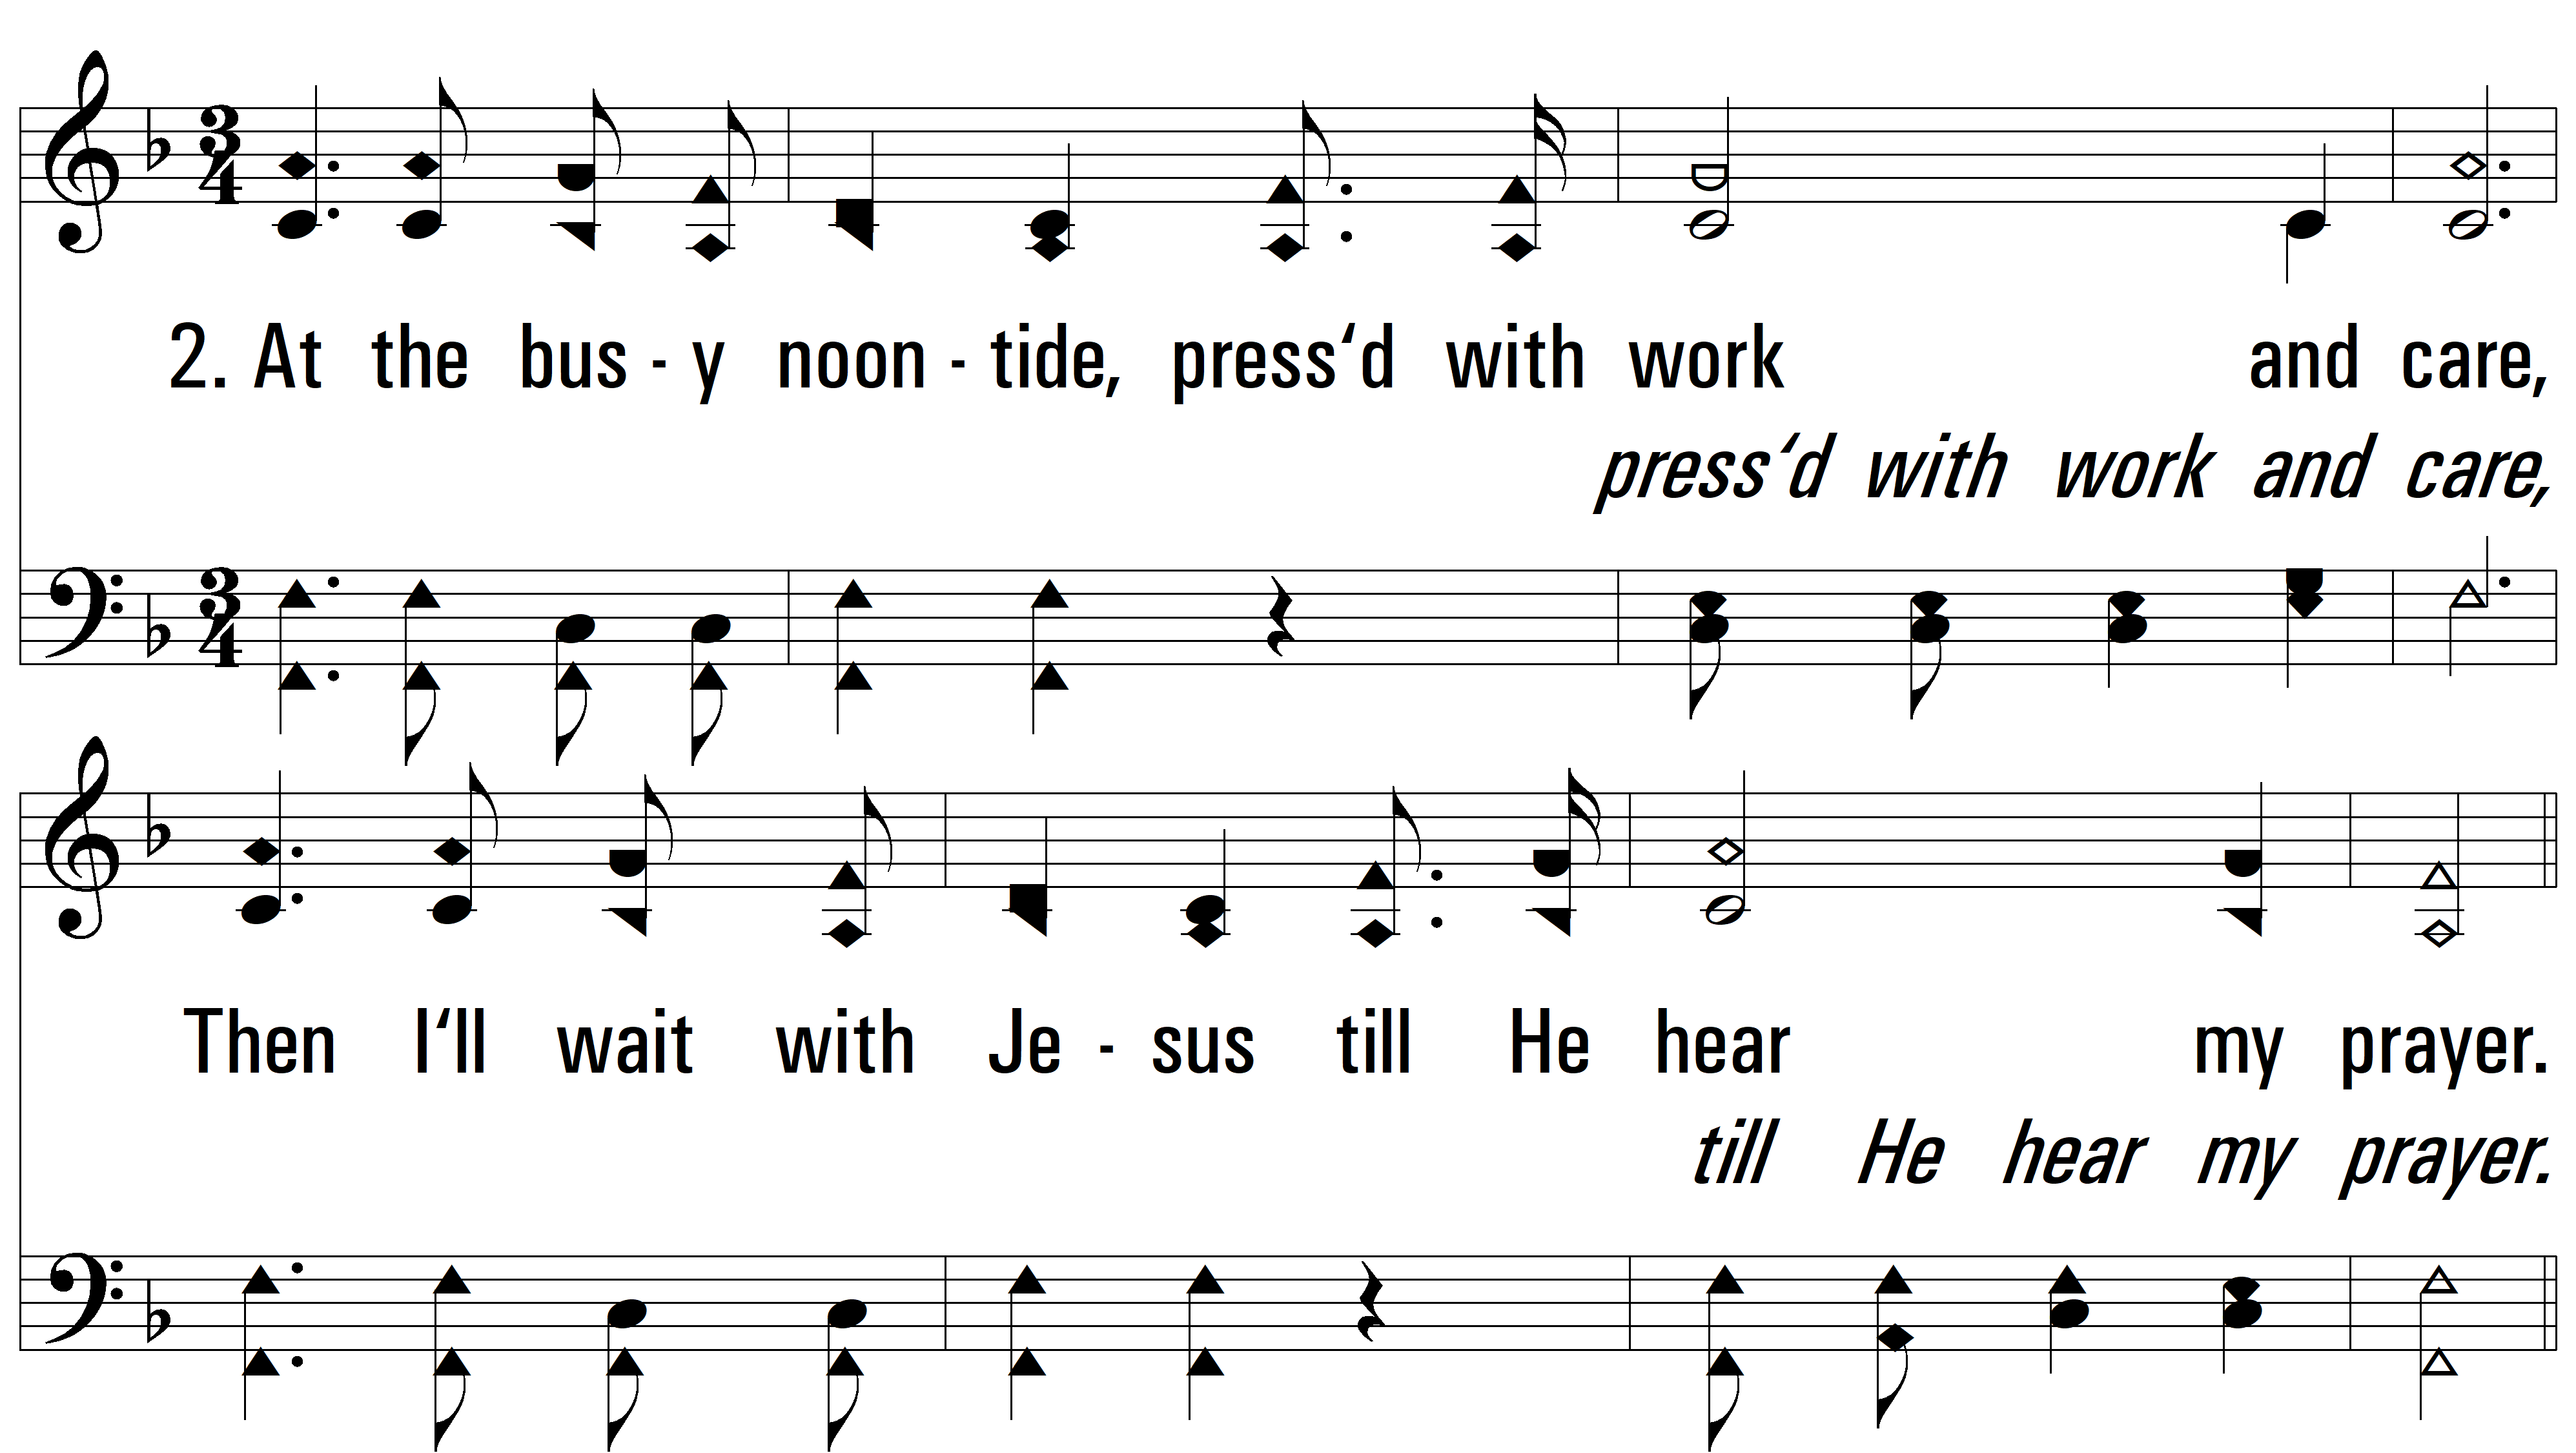 2. At the bus - y noon - tide, press‘d with work and care,
press‘d with work and care,
Then I‘ll wait with Je - sus till He hear my prayer.
till He hear my prayer.